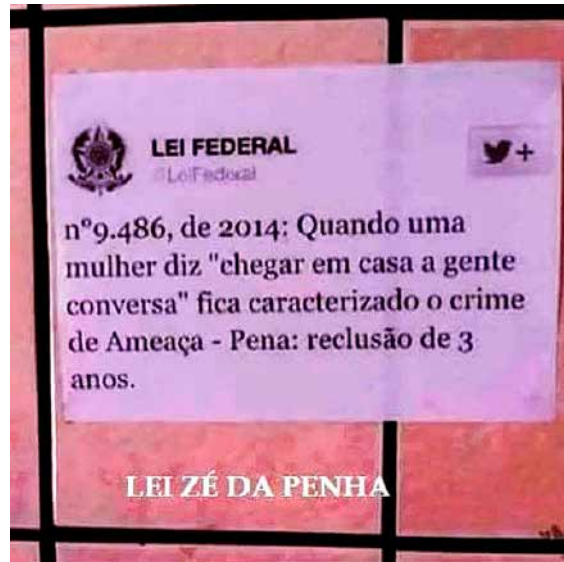 LEI FEDERAL
@LeiFederal
nº9.486, de 2014: Quando uma
mulher diz "chegar em casa a gente
conversa" fica caracterizado o crime
de Ameaça - Pena: reclusão de 3
anos.
LEI ZÉ DA PENHA